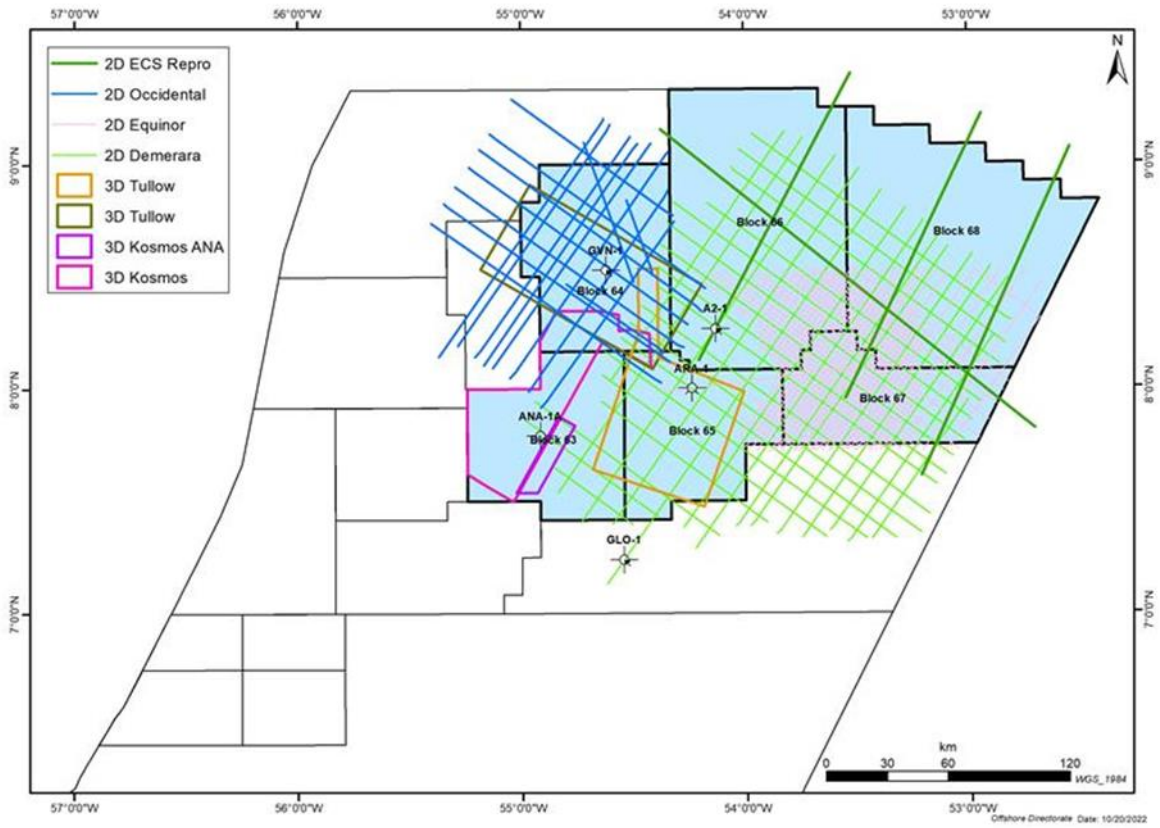 57°0'0"W
56°0'0"W
55°0'0"W
54°0'0"W
53°0'0"W
N
2D ECS Repro
2D Occidental
2D Equinor
2D Demerara
3D Tullow
3D Tullow
3D Kosmos ANA
3D Kosmos
9°0'0"N
9°0'0"N
Block 66
Block 68
GVN-1
Block 64
A2-1
8°0'0"N
8°0'0"N
ARA-1
Block 67
ANA-1A
Block 63
Block 65
GLO-1
7°0'0"N
7°0'0"N
km
0 30 60 120
WGS_1984
57°0'0"W
56°0'0"W
55°0'0"W
54°0'0"W
53°0'0"W
Offshore Directorate Date: 10/20/2022